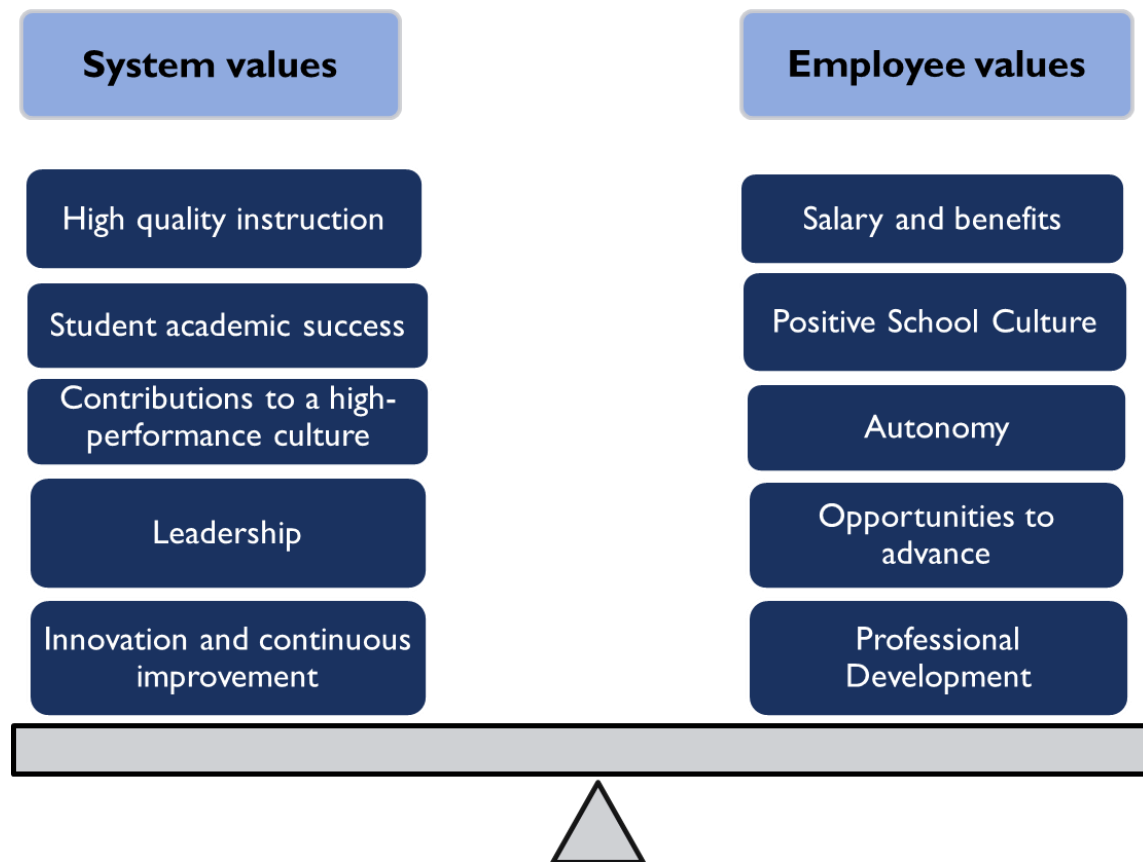 System values
High quality instruction
Student academic success
Contributions to a high-
performance culture
Leadership
Innovation and continuous
improvement
Employee values
Salary and benefits
Positive School Culture
Autonomy
Opportunities to
advance
Professional
Development